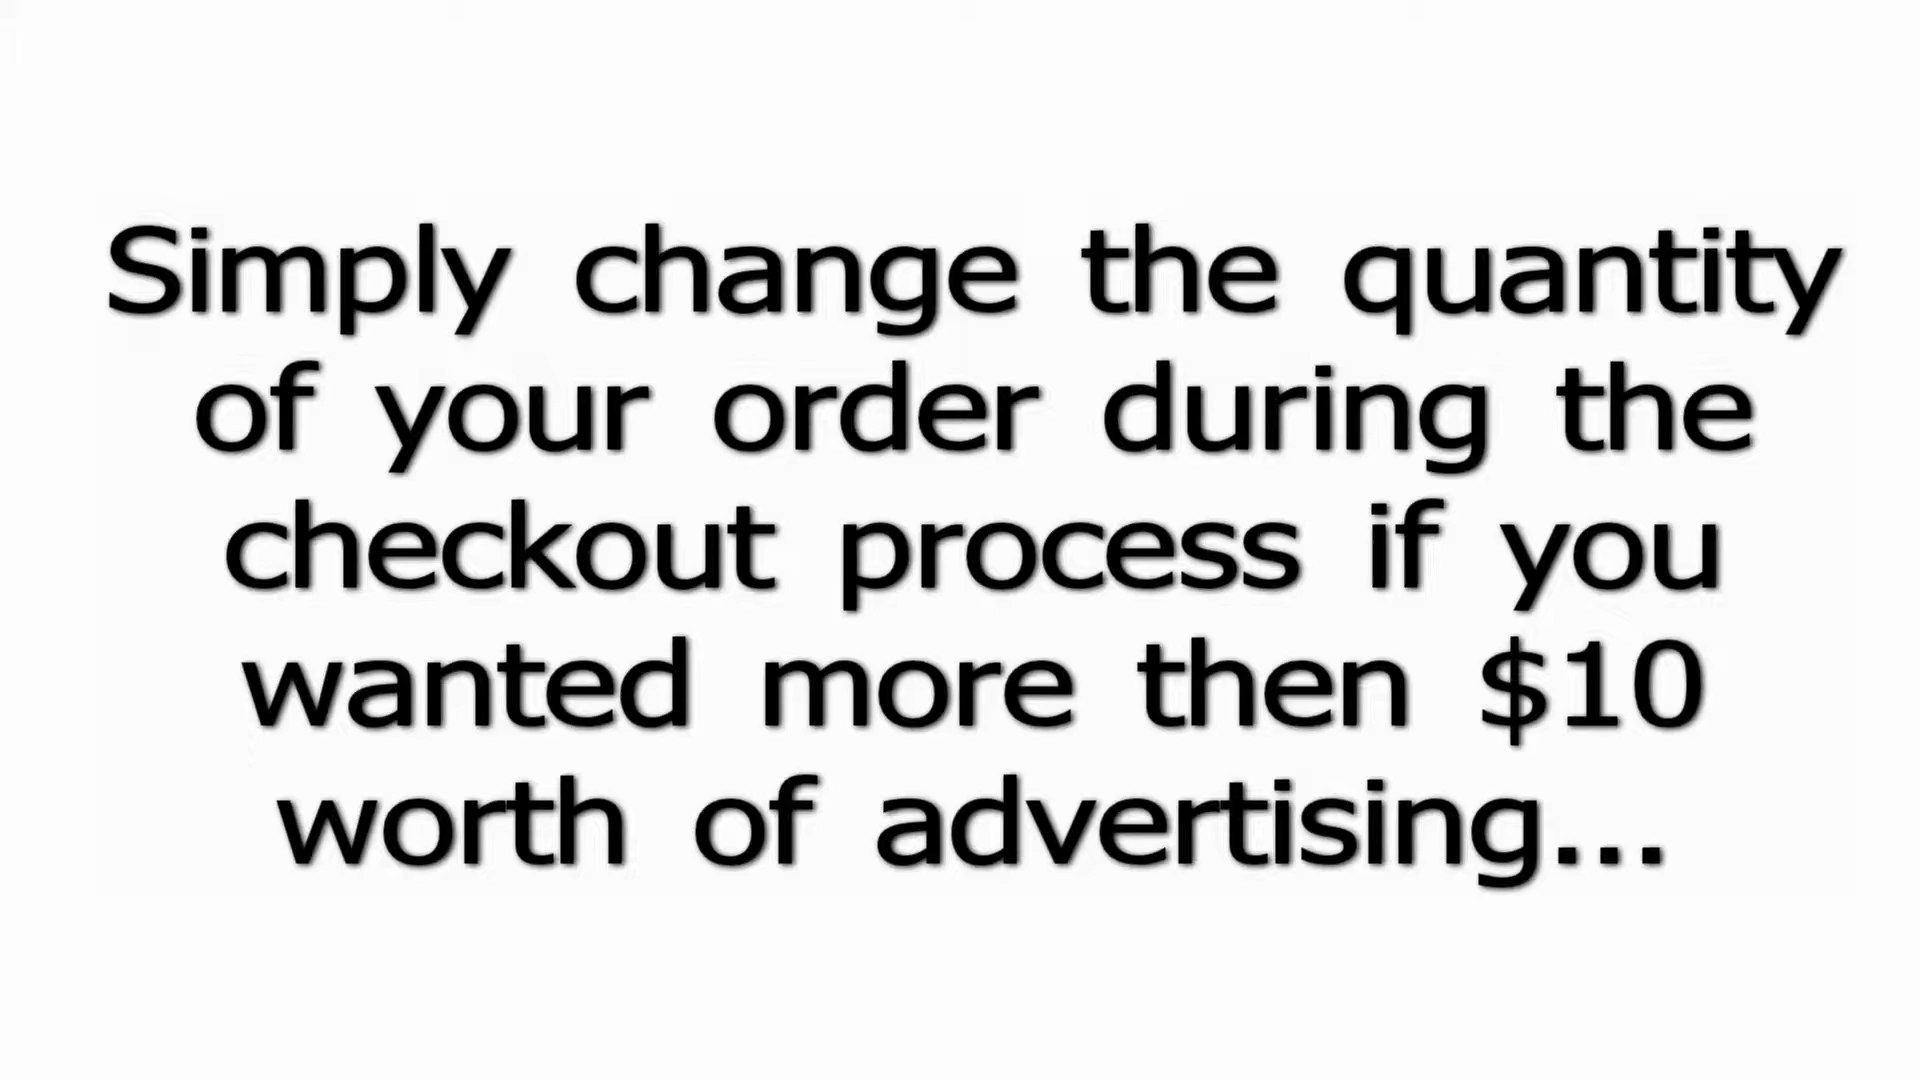 Simply change the quantity
of your order during the
checkout process if you
wanted more then $10
worth of advertising...